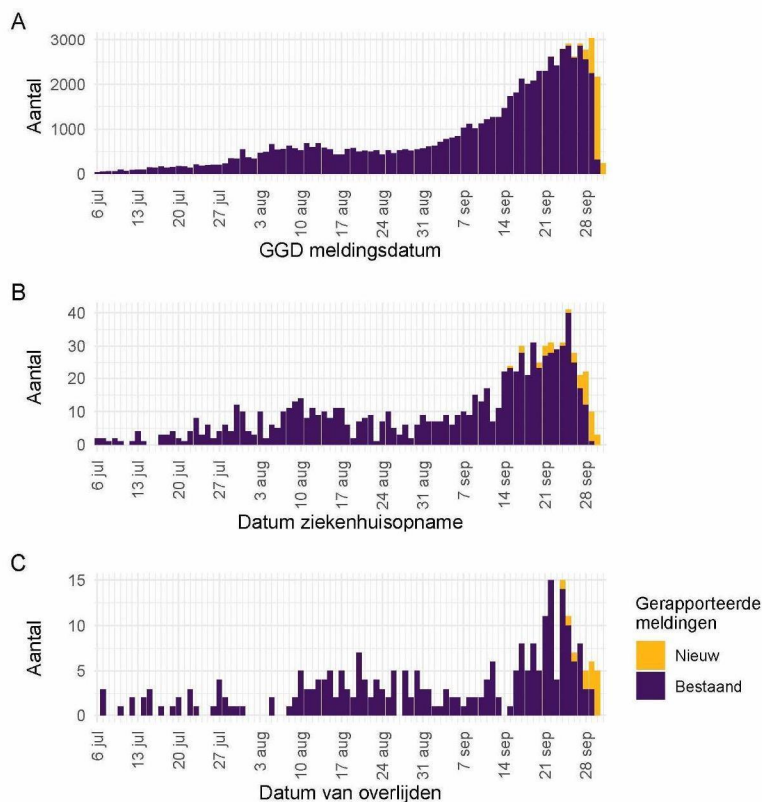 A
3000
2000
1000
0
Aantal
6 jul
13 jul
20 jul
27 jul
3 aug
10 aug
17 aug
24 aug
31 aug
7 sep
14 sep
21 sep
28 sep
GGD meldingsdatum
B
40
30
20
10
0
Aantal
6 jul
13 jul
20 jul
27 jul
3 aug
10 aug
17 aug
24 aug
31 aug
7 sep
14 sep
21 sep
28 sep
Datum ziekenhuisopname
C
15
10
5
0
Aantal
6 jul
13 jul
20 jul
27 jul
3 aug
10 aug
17 aug
24 aug
31 aug
7 sep
14 sep
21 sep
28 sep
Datum van overlijden
Gerapporteerde
meldingen
Nieuw
Bestaand